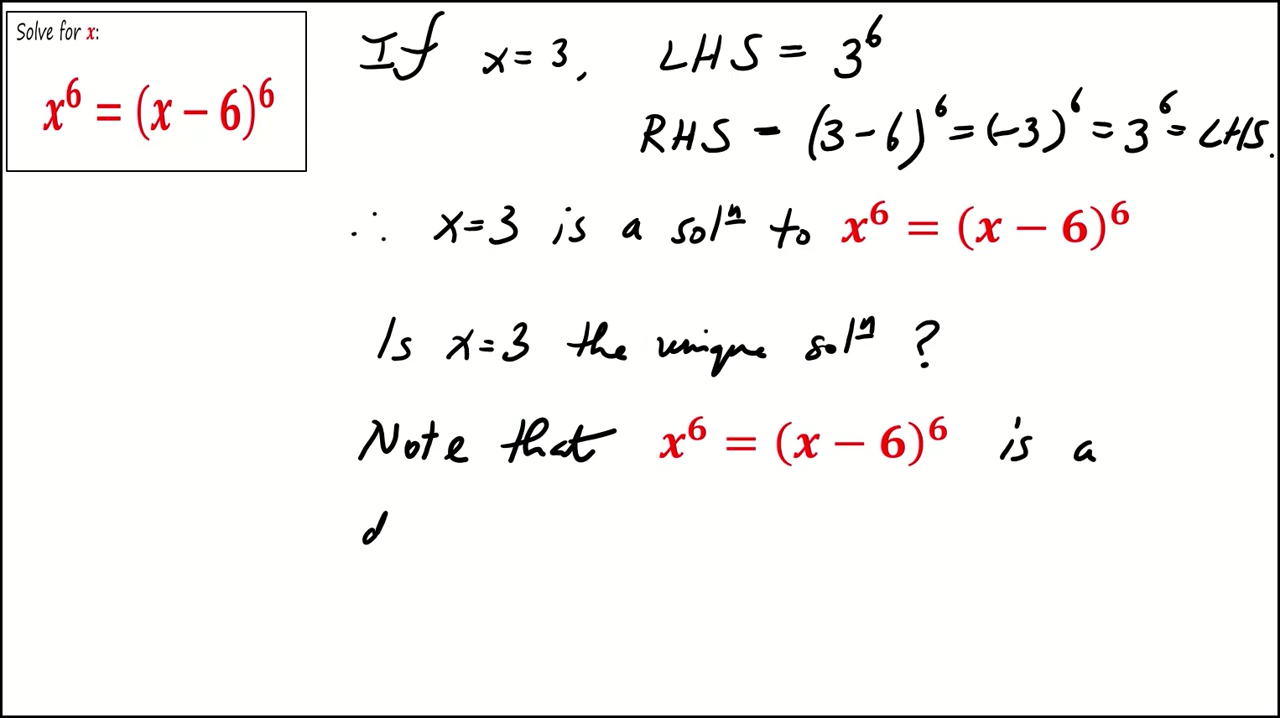 Solve for x:
x⁶ = (x − 6)⁶
If x = 3, LHS = 3⁶
RHS = (3 − 6)⁶ = (−3)⁶ = 3⁶ = LHS.
∴ x = 3 is a solⁿ to x⁶ = (x − 6)⁶
Is x = 3 the unique solⁿ ?
Note that x⁶ = (x − 6)⁶ is a
d